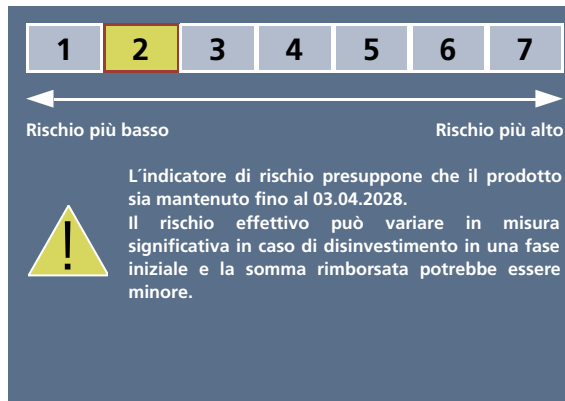 1 2 3 4 5 6 7
Rischio più basso Rischio più alto
L´indicatore di rischio presuppone che il prodotto
sia mantenuto fino al 03.04.2028.
Il rischio effettivo può variare in misura
significativa in caso di disinvestimento in una fase
iniziale e la somma rimborsata potrebbe essere
minore.
!